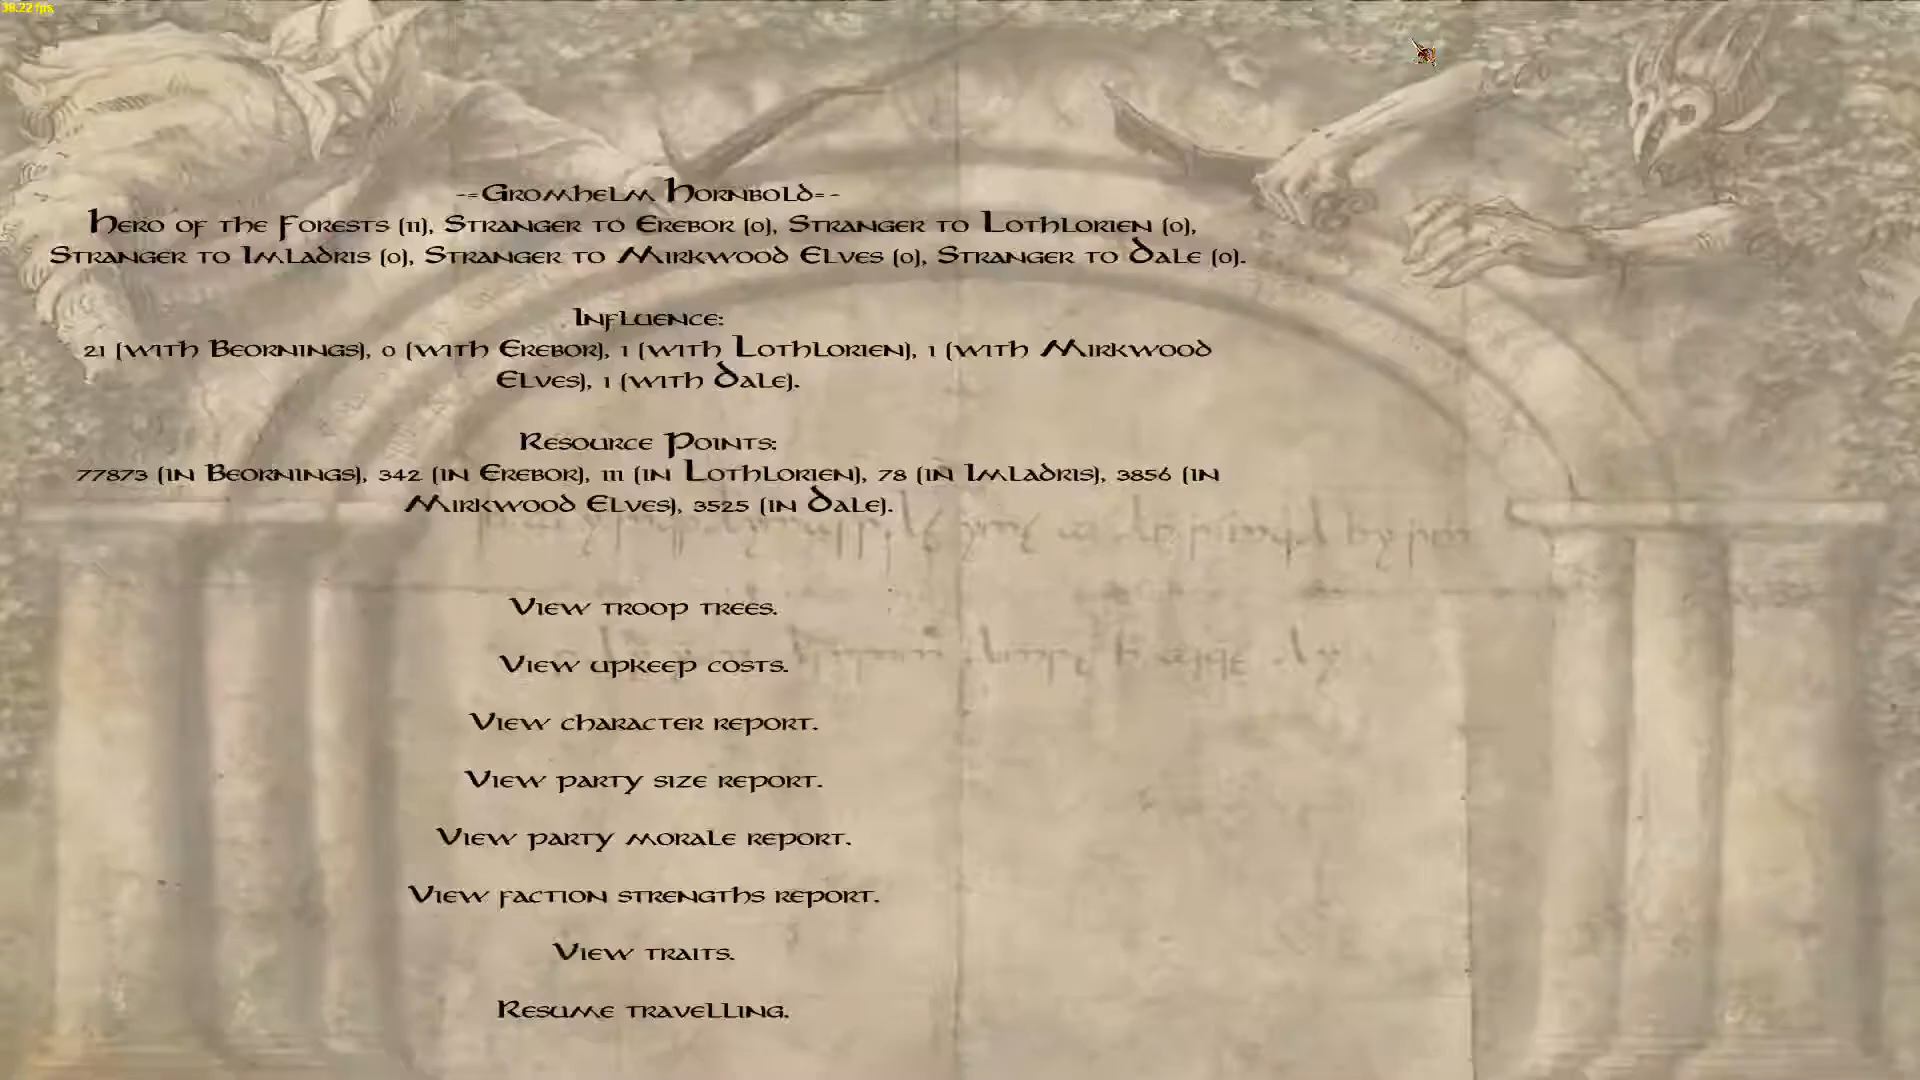 38.22 fps
-=Gromhelm Hornbold=-
Hero of the Forests (11), Stranger to Erebor (0), Stranger to Lothlorien (0),
Stranger to Imladris (0), Stranger to Mirkwood Elves (0), Stranger to Dale (0).
Influence:
21 (with Beornings), 0 (with Erebor), 1 (with Lothlorien), 1 (with Mirkwood
Elves), 1 (with Dale).
Resource Points:
77873 (in Beornings), 342 (in Erebor), 111 (in Lothlorien), 78 (in Imladris), 3856 (in
Mirkwood Elves), 3525 (in Dale).
View troop trees.
View upkeep costs.
View character report.
View party size report.
View party morale report.
View faction strengths report.
View traits.
Resume travelling.